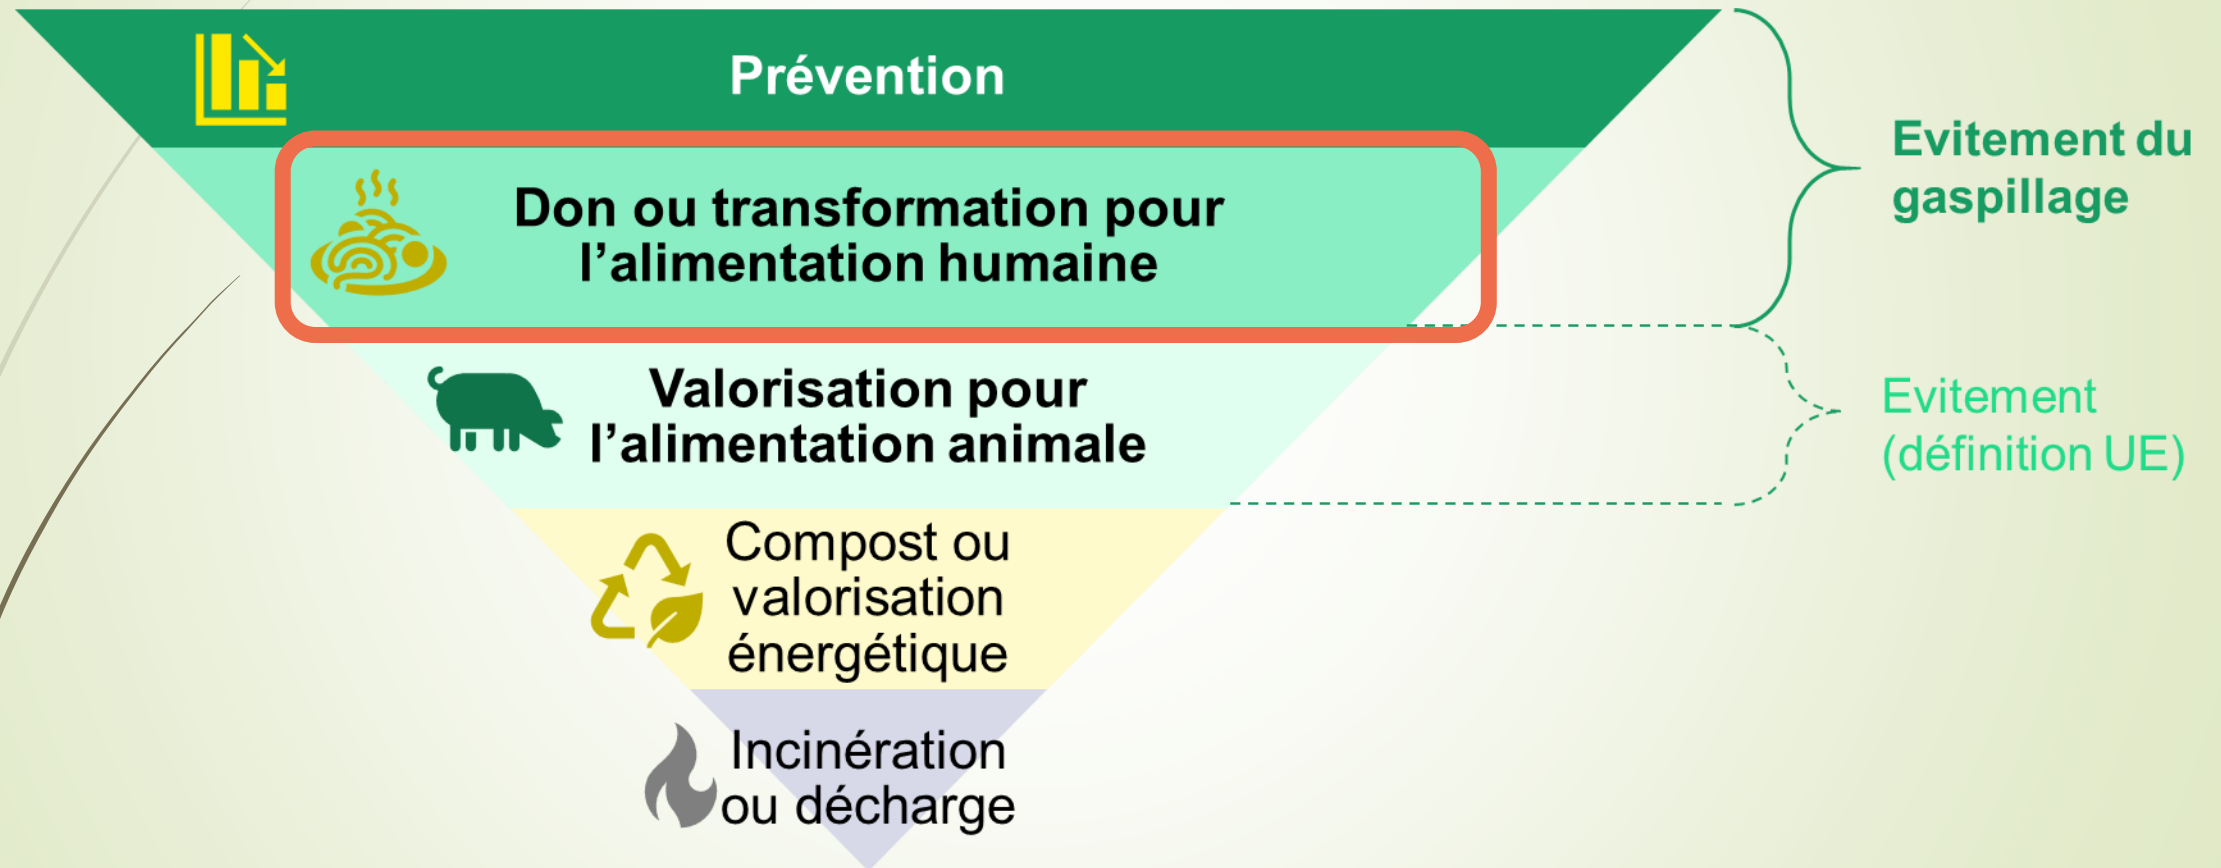 Prévention
Don ou transformation pour
l’alimentation humaine
Valorisation pour
l’alimentation animale
Compost ou
valorisation
énergétique
Incinération
ou décharge
Evitement du
gaspillage
Evitement
(définition UE)